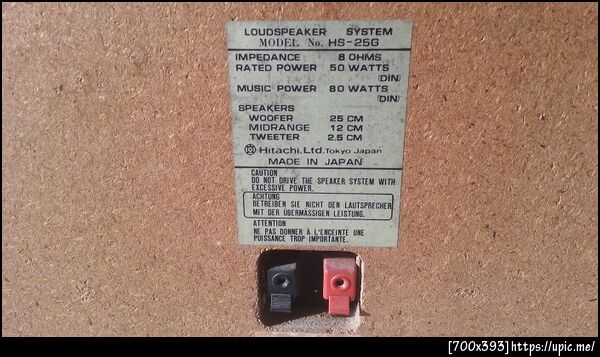 LOUDSPEAKER SYSTEM
MODEL No. HS-25G
IMPEDANCE 8 OHMS
RATED POWER 50 WATTS
(DIN)
MUSIC POWER 80 WATTS
(DIN)
SPEAKERS
WOOFER 25 CM
MIDRANGE 12 CM
TWEETER 2.5 CM
Hitachi, Ltd. Tokyo Japan
MADE IN JAPAN
CAUTION
DO NOT DRIVE THE SPEAKER SYSTEM WITH
EXCESSIVE POWER.
ACHTUNG
BETREIBEN SIE NICHT DEN LAUTSPRECHER
MIT DER ÜBERMASSIGEN LEISTUNG.
ATTENTION
NE PAS DONNER À L'ENCEINTE UNE
PUISSANCE TROP IMPORTANTE.
[700x393]https://upic.me/